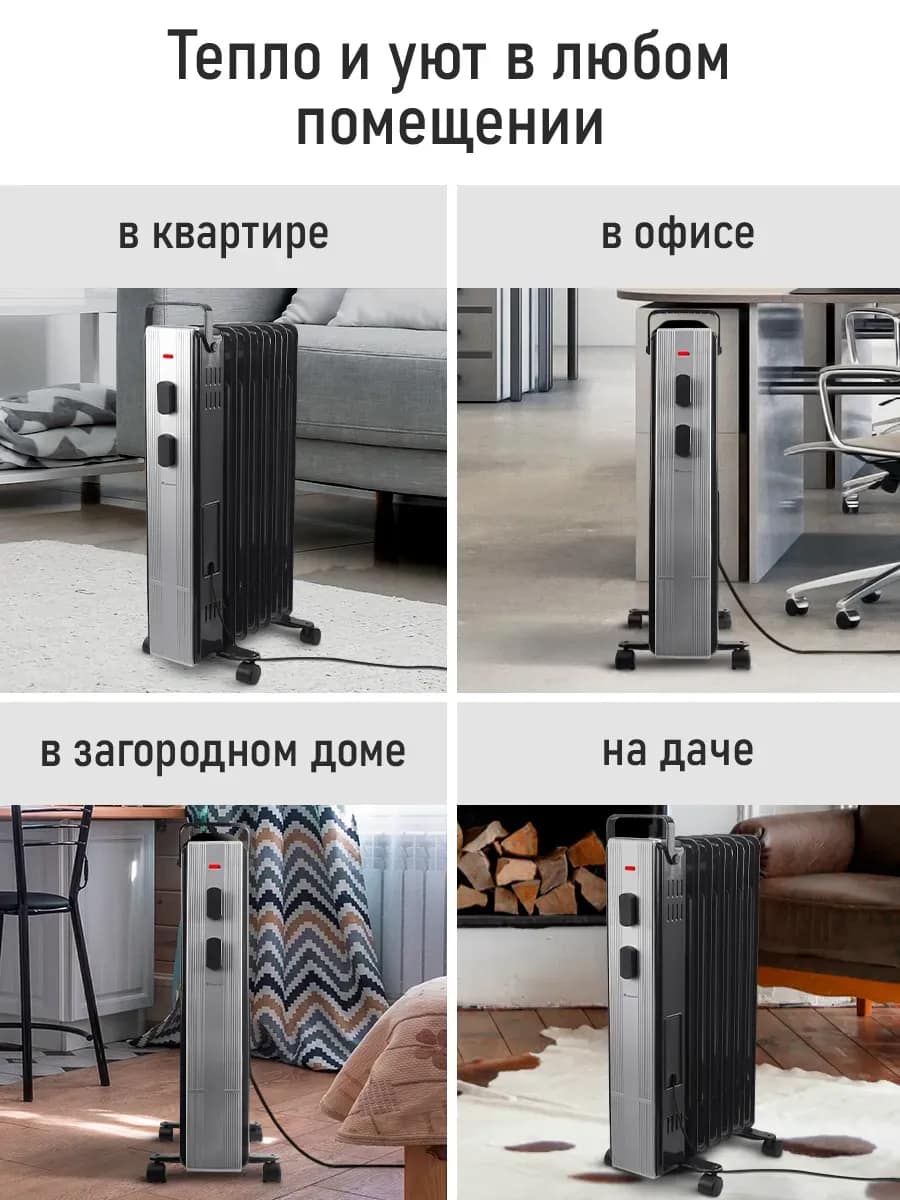 Тепло и уют в любом
помещении
в квартире
в офисе
в загородном доме
на даче